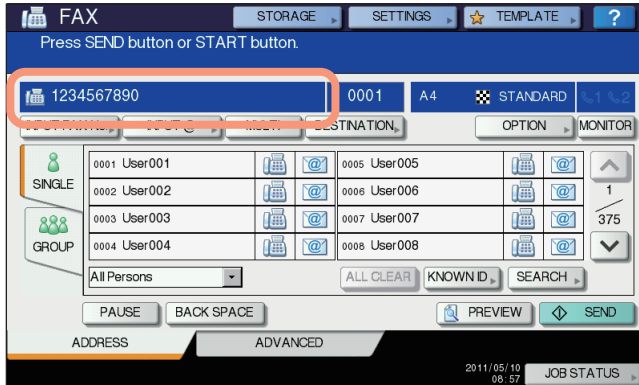 FAX STORAGE SETTINGS TEMPLATE ?
Press SEND button or START button.
1234567890 0001 A4 STANDARD 1 2
DESTINATION OPTION MONITOR
SINGLE
GROUP
0001 User001 @ 0005 User005 @
0002 User002 @ 0006 User006 @
0003 User003 @ 0007 User007 @
0004 User004 @ 0008 User008 @
1
375
All Persons ALL CLEAR KNOWN ID SEARCH
PAUSE BACK SPACE PREVIEW SEND
ADDRESS ADVANCED
2011/05/10
08:57
JOB STATUS